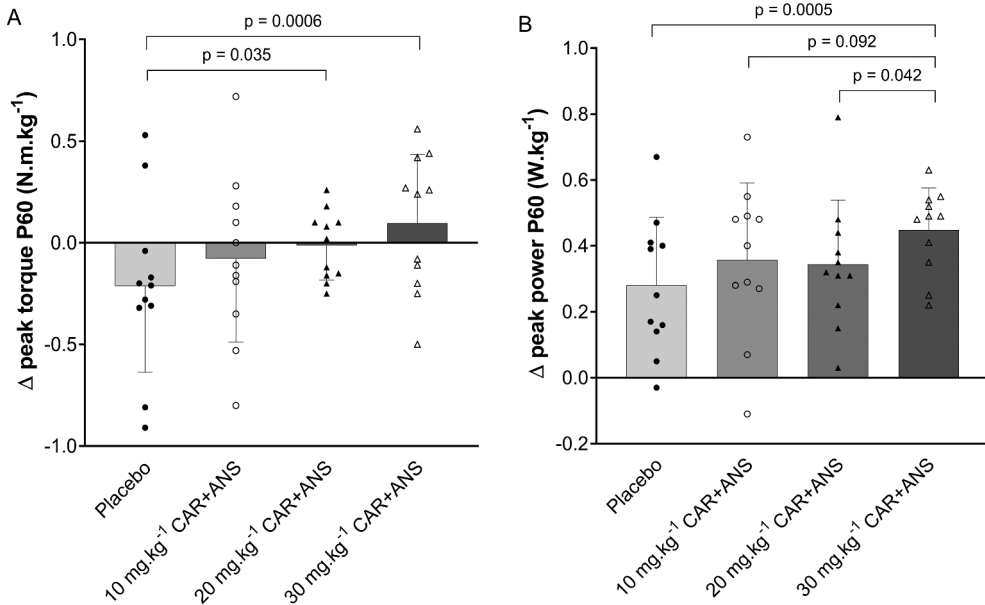 A
p = 0.0006
p = 0.035
1.0
0.5
0.0
-0.5
-1.0
Δ peak torque P60 (N.m.kg⁻¹)
Placebo
10 mg.kg⁻¹ CAR+ANS
20 mg.kg⁻¹ CAR+ANS
30 mg.kg⁻¹ CAR+ANS
B
p = 0.0005
p = 0.092
p = 0.042
1.0
0.8
0.6
0.4
0.2
0.0
-0.2
Δ peak power P60 (W.kg⁻¹)
Placebo
10 mg.kg⁻¹ CAR+ANS
20 mg.kg⁻¹ CAR+ANS
30 mg.kg⁻¹ CAR+ANS